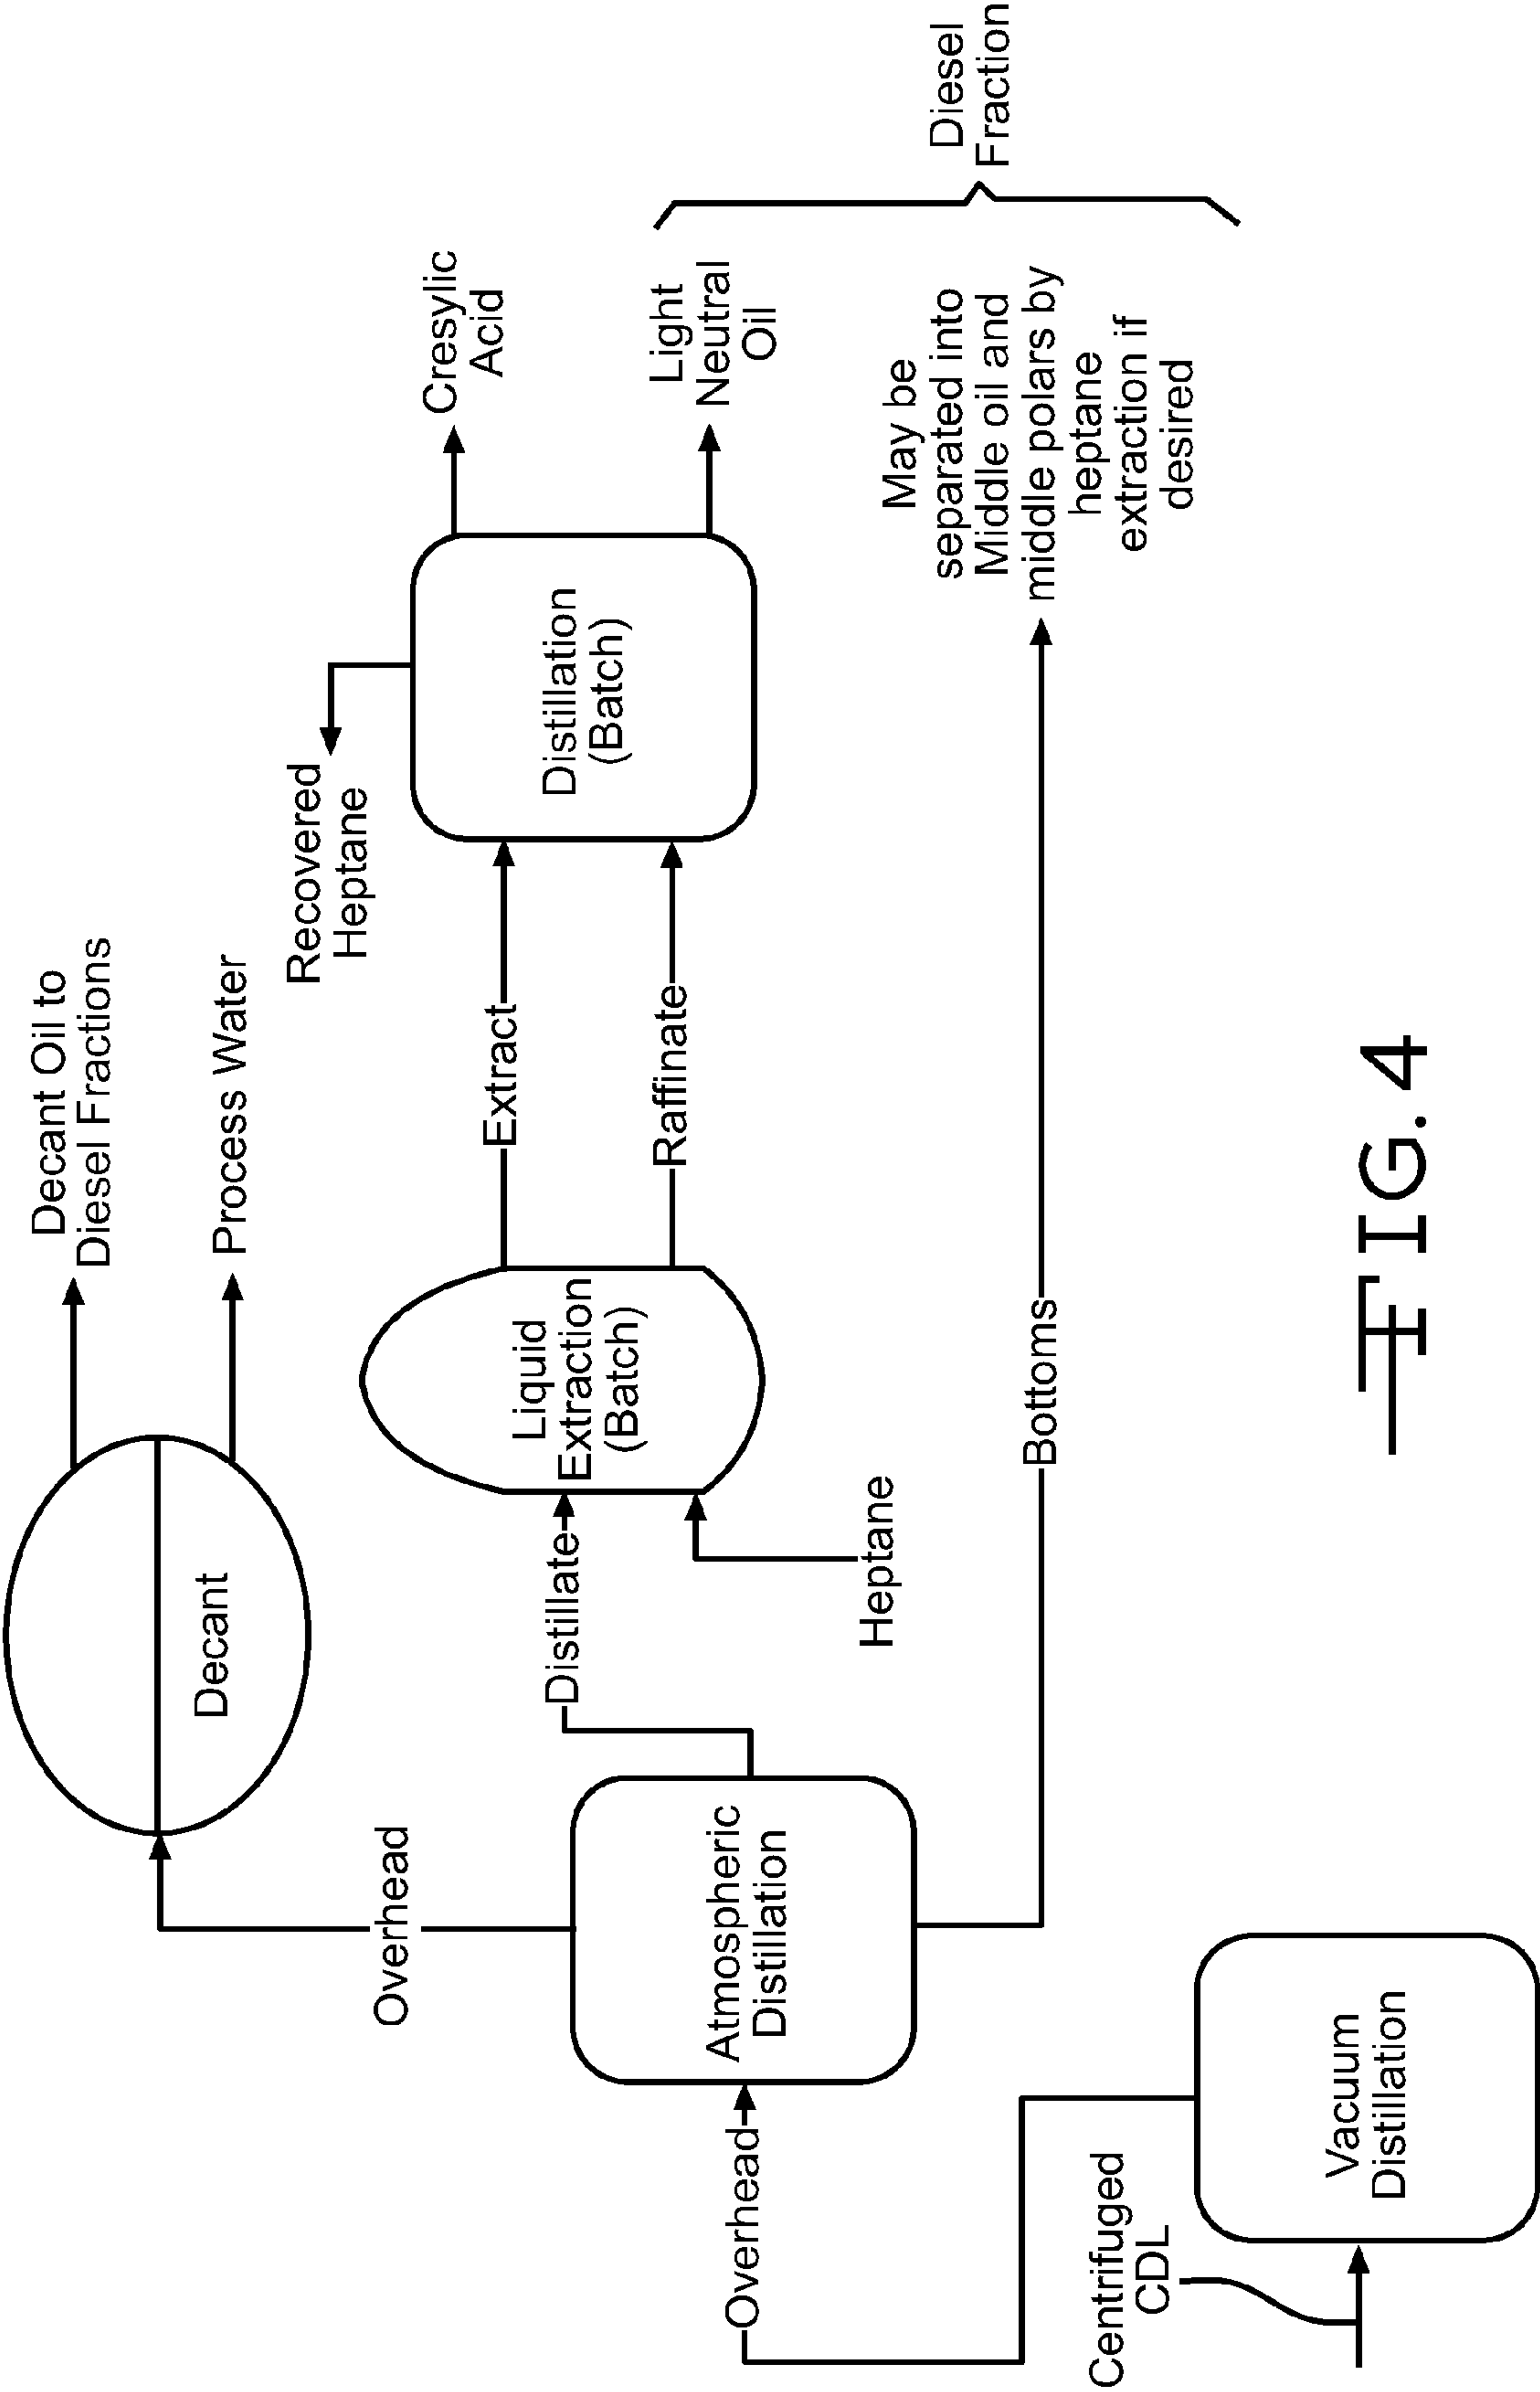 Decant Oil to
Diesel Fractions
Process Water
Decant
Overhead
Recovered
Heptane
Cresylic
Acid
Extract
Distillation
(Batch)
Liquid
Extraction
(Batch)
Distillate
Raffinate
Light
Neutral
Oil
Atmospheric
Distillation
Overhead
Heptane
Diesel
Fraction
May be
separated into
Middle oil and
middle polars by
heptane
extraction if
desired
Bottoms
Centrifuged
CDL
Vacuum
Distillation
FIG. 4